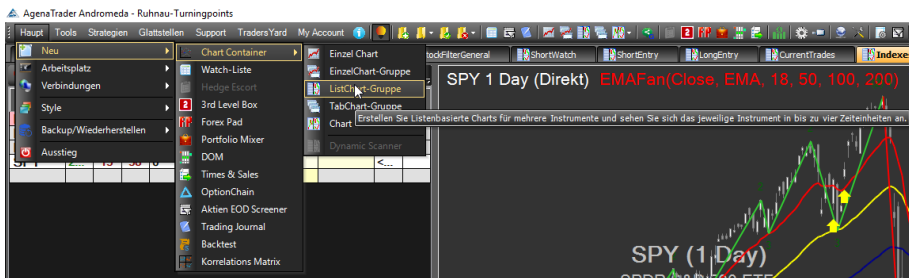 AgenaTrader Andromeda - Ruhnau-Turningpoints
Haupt Tools Strategien Glattstellen Support TradersYard My Account
Neu
Arbeitsplatz
Verbindungen
Style
Backup/Wiederherstellen
Ausstieg
Chart Container
Watch-Liste
Hedge Escort
3rd Level Box
Forex Pad
Portfolio Mixer
DOM
Times & Sales
OptionChain
Aktien EOD Screener
Trading Journal
Backtest
Korrelations Matrix
Einzel Chart
EinzelChart-Gruppe
ListChart-Gruppe
TabChart-Gruppe
Chart
Dynamic Scanner
Erstellen Sie Listenbasierte Charts für mehrere Instrumente und sehen Sie sich das jeweilige Instrument in bis zu vier Zeiteinheiten an.
ockFilterGeneral ShortWatch ShortEntry LongEntry CurrentTrades Indexe
SPY 1 Day (Direkt) EMAFan(Close, EMA, 18, 50, 100, 200)
SPY (1 Day)